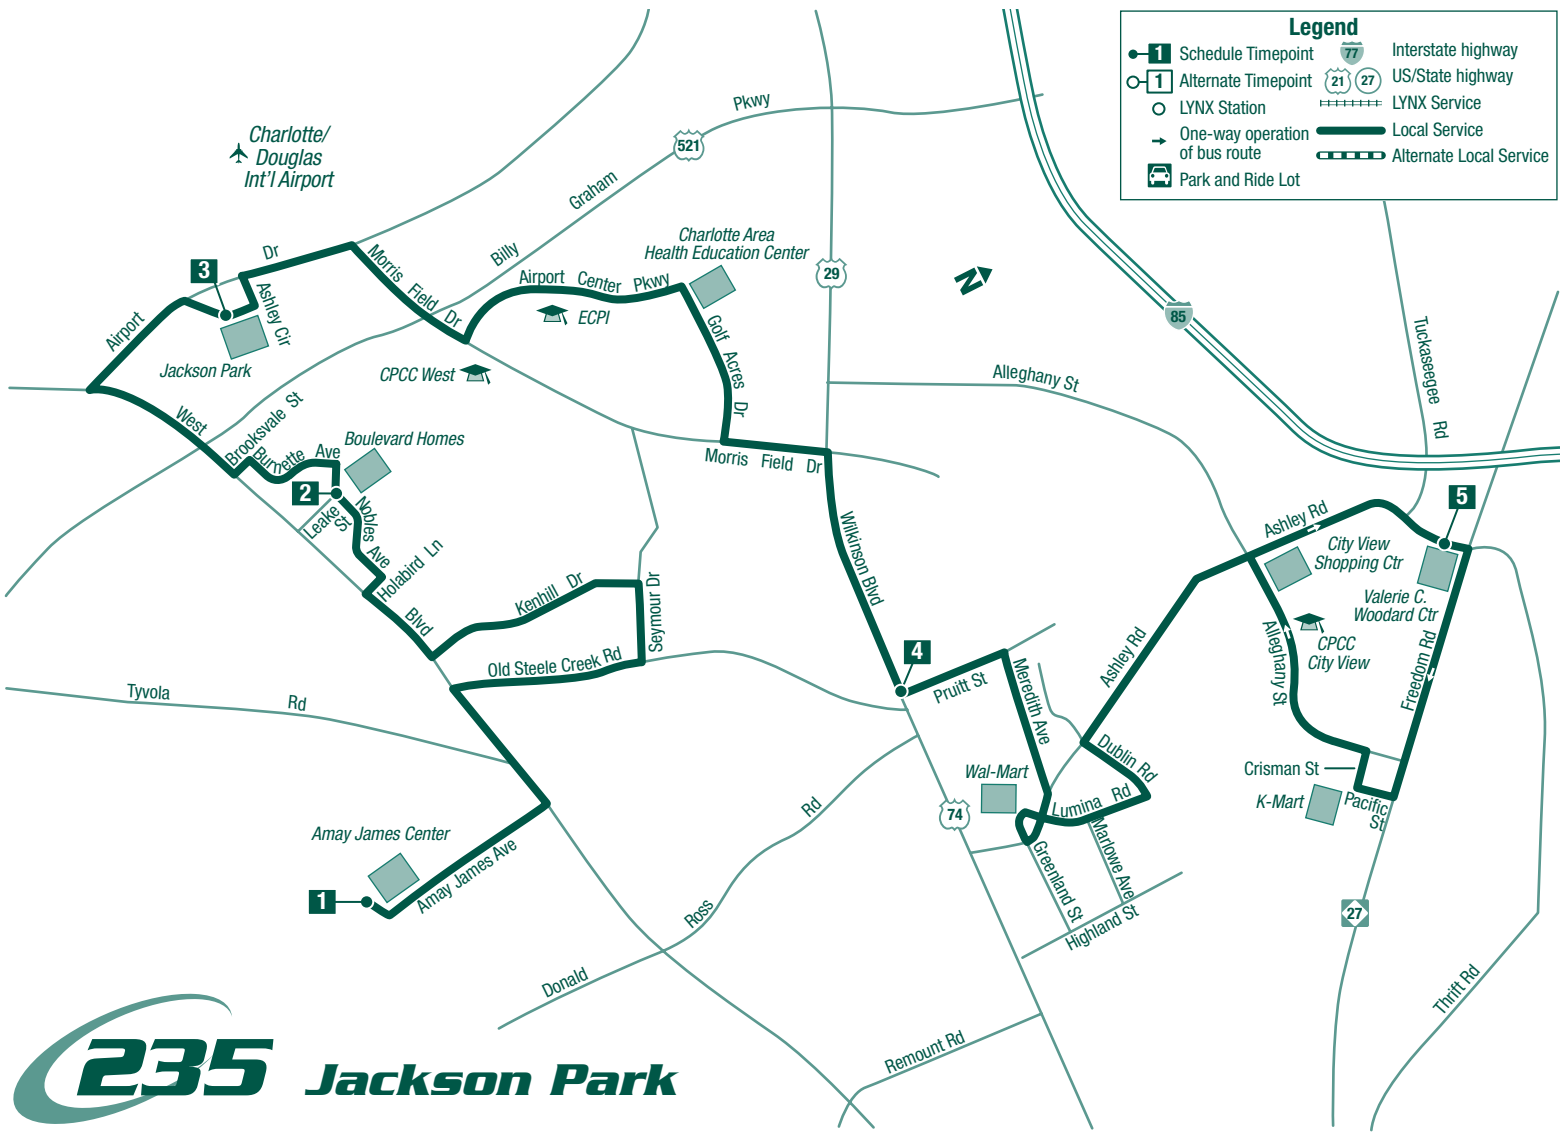 Legend
1 Schedule Timepoint
1 Alternate Timepoint
LYNX Station
One-way operation
of bus route
Park and Ride Lot
77 Interstate highway
21 27 US/State highway
LYNX Service
Local Service
Alternate Local Service
Charlotte/
Douglas
Int'l Airport
Pkwy
521
Graham
Billy
Charlotte Area
Health Education Center
29
N
85
Tuckaseegee Rd
Dr
3
Morris Field Dr
Airport Center Pkwy
ECPI
Ashley Cir
Airport
Jackson Park
CPCC West
Golf Acres Dr
Alleghany St
West
Brooksvale St
Burnette Ave
Boulevard Homes
Morris Field Dr
2
Leake St
Nobles Ave
Holabird Ln
Blvd
Wilkinson Blvd
Ashley Rd
5
City View
Shopping Ctr
Valerie C.
Woodard Ctr
Kenhill Dr
Seymour Dr
Old Steele Creek Rd
4
Pruitt St
Meredith Ave
Ashley Rd
Alleghany St
CPCC
City View
Freedom Rd
Tyvola Rd
Dublin Rd
Wal-Mart
Lumina Rd
Crisman St
K-Mart
Pacific
St
74
Rd
Marlowe Ave
Greenland St
Highland St
Amay James Center
Amay James Ave
1
Ross
Donald
27
Thrift Rd
Remount Rd
235 Jackson Park